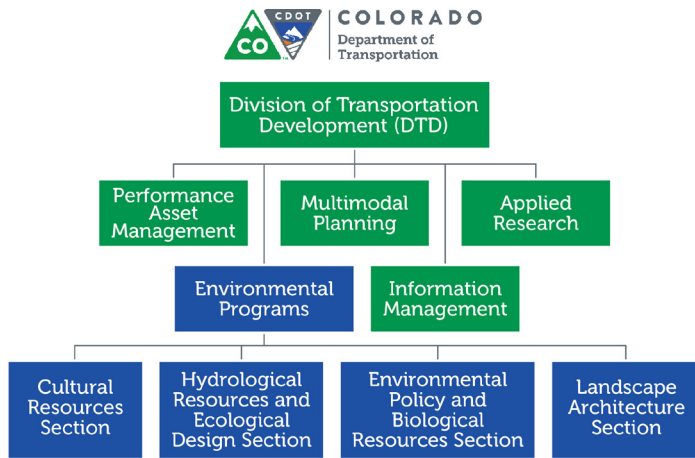 CDOT
CO
TM
COLORADO
Department of
Transportation
Division of Transportation
Development (DTD)
Performance
Asset
Management
Multimodal
Planning
Applied
Research
Environmental
Programs
Information
Management
Cultural
Resources
Section
Hydrological
Resources and
Ecological
Design Section
Environmental
Policy and
Biological
Resources Section
Landscape
Architecture
Section